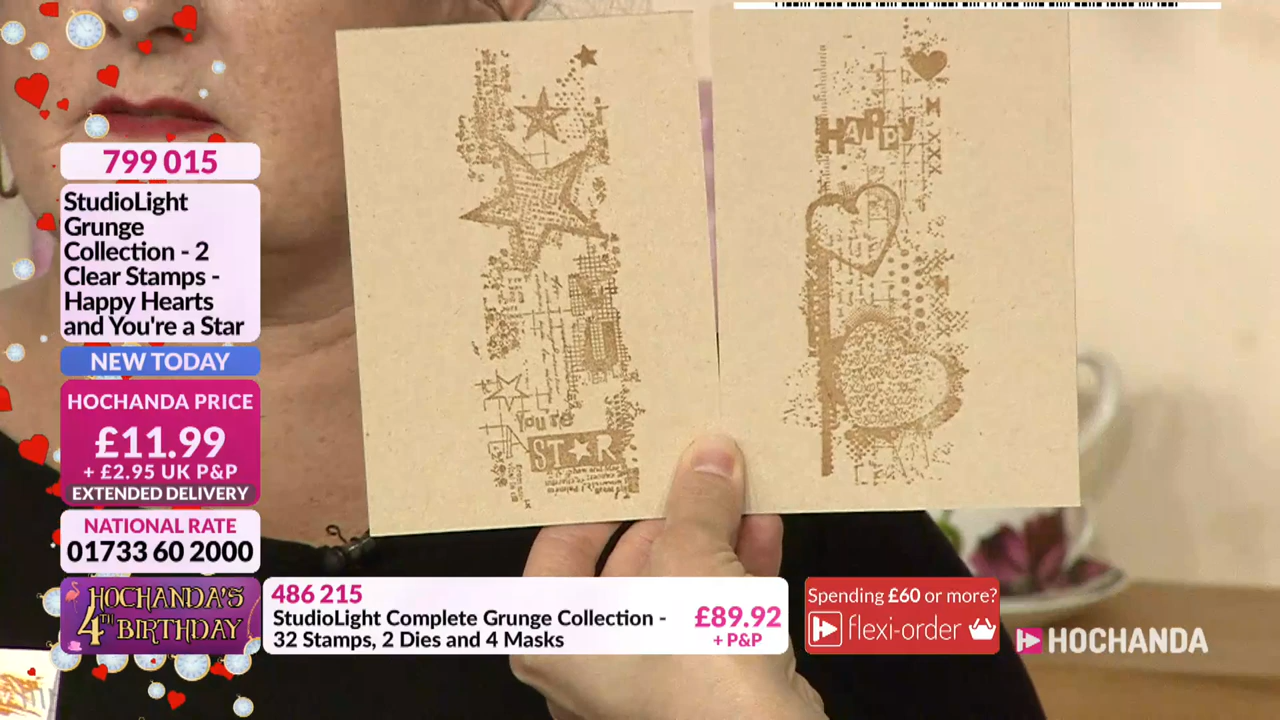 799 015
StudioLight
Grunge
Collection - 2
Clear Stamps -
Happy Hearts
and You're a Star
NEW TODAY
HOCHANDA PRICE
£11.99
+ £2.95 UK P&P
EXTENDED DELIVERY
NATIONAL RATE
01733 60 2000
HOCHANDA'S
4TH BIRTHDAY
486 215
StudioLight Complete Grunge Collection -
32 Stamps, 2 Dies and 4 Masks
£89.92
+ P&P
Spending £60 or more?
flexi-order
HOCHANDA
You're
STAR
HAPPY
XXX